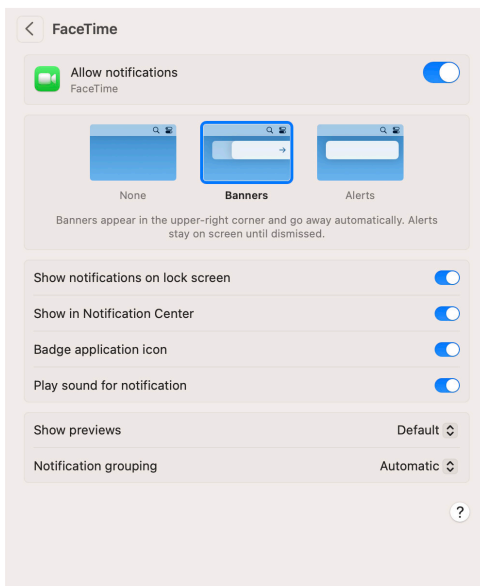 FaceTime
Allow notifications
FaceTime
None
Banners
Alerts
Banners appear in the upper-right corner and go away automatically. Alerts
stay on screen until dismissed.
Show notifications on lock screen
Show in Notification Center
Badge application icon
Play sound for notification
Show previews Default
Notification grouping Automatic
?